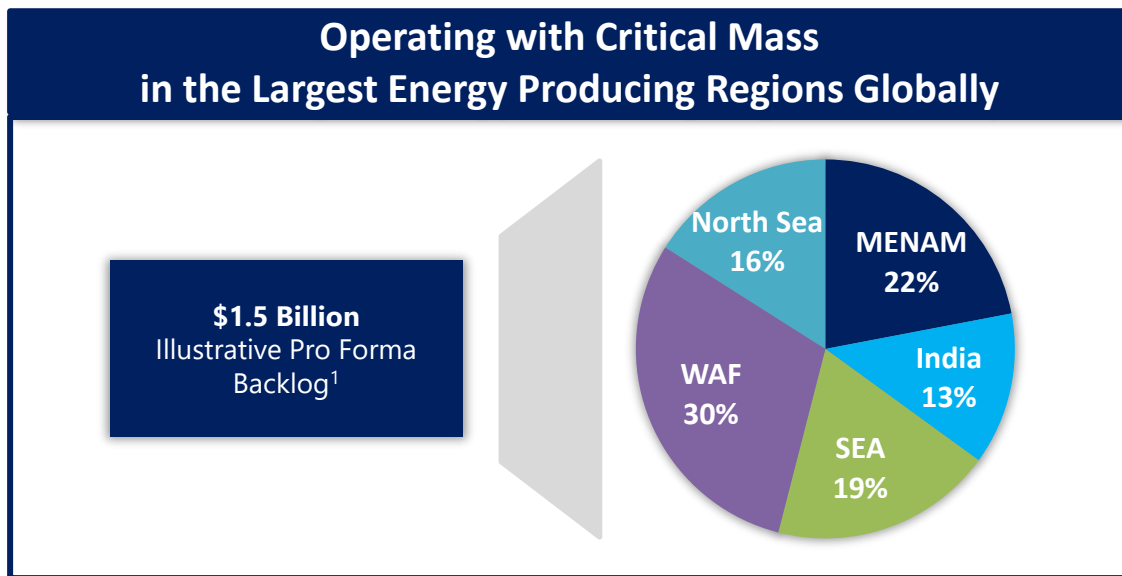 Operating with Critical Mass
in the Largest Energy Producing Regions Globally
$1.5 Billion
Illustrative Pro Forma
Backlog1
North Sea
16%
MENAM
22%
India
13%
WAF
30%
SEA
19%